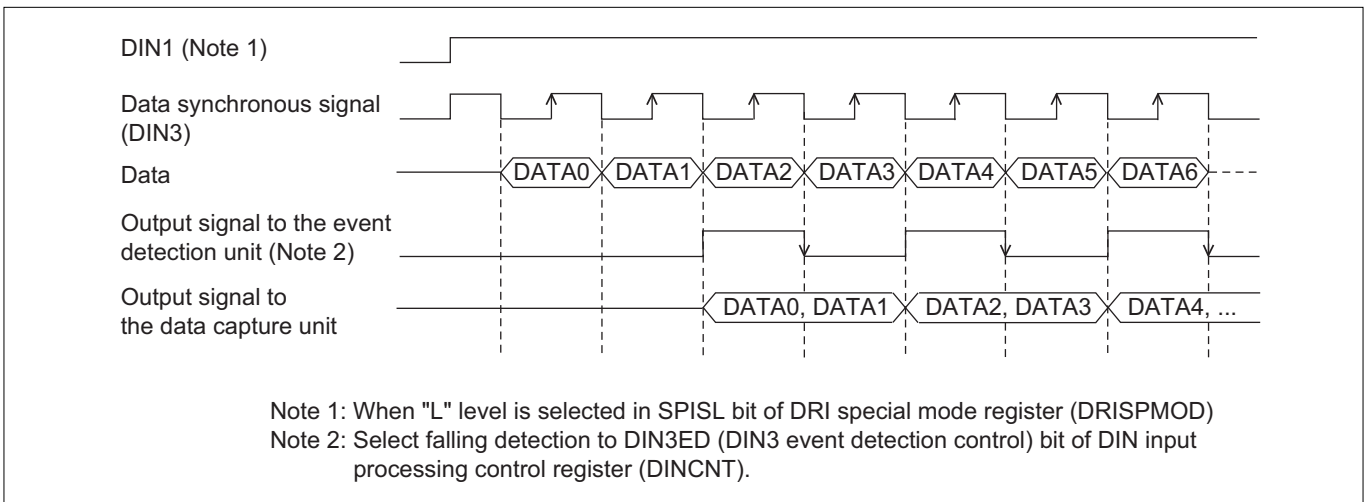 DIN1 (Note 1)
Data synchronous signal
(DIN3)
Data
DATA0 DATA1 DATA2 DATA3 DATA4 DATA5 DATA6
Output signal to the event
detection unit (Note 2)
Output signal to
the data capture unit
DATA0, DATA1 DATA2, DATA3 DATA4, ...
Note 1: When "L" level is selected in SPISL bit of DRI special mode register (DRISPMOD)
Note 2: Select falling detection to DIN3ED (DIN3 event detection control) bit of DIN input
processing control register (DINCNT).